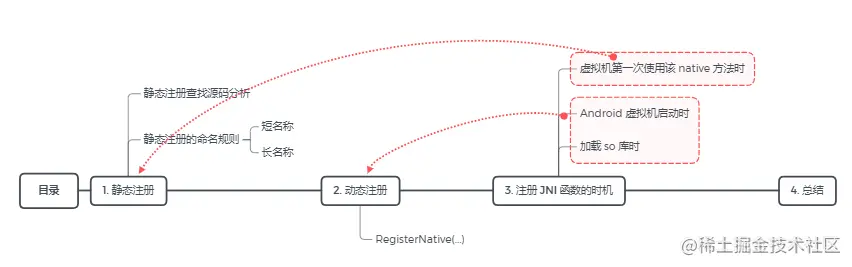 虚拟机第一次使用该 native 方法时
静态注册查找源码分析
Android 虚拟机启动时
短名称
静态注册的命名规则
加载 so 库时
长名称
目录
1. 静态注册
2. 动态注册
3. 注册 JNI 函数的时机
4. 总结
RegisterNative(...)
@稀土掘金技术社区